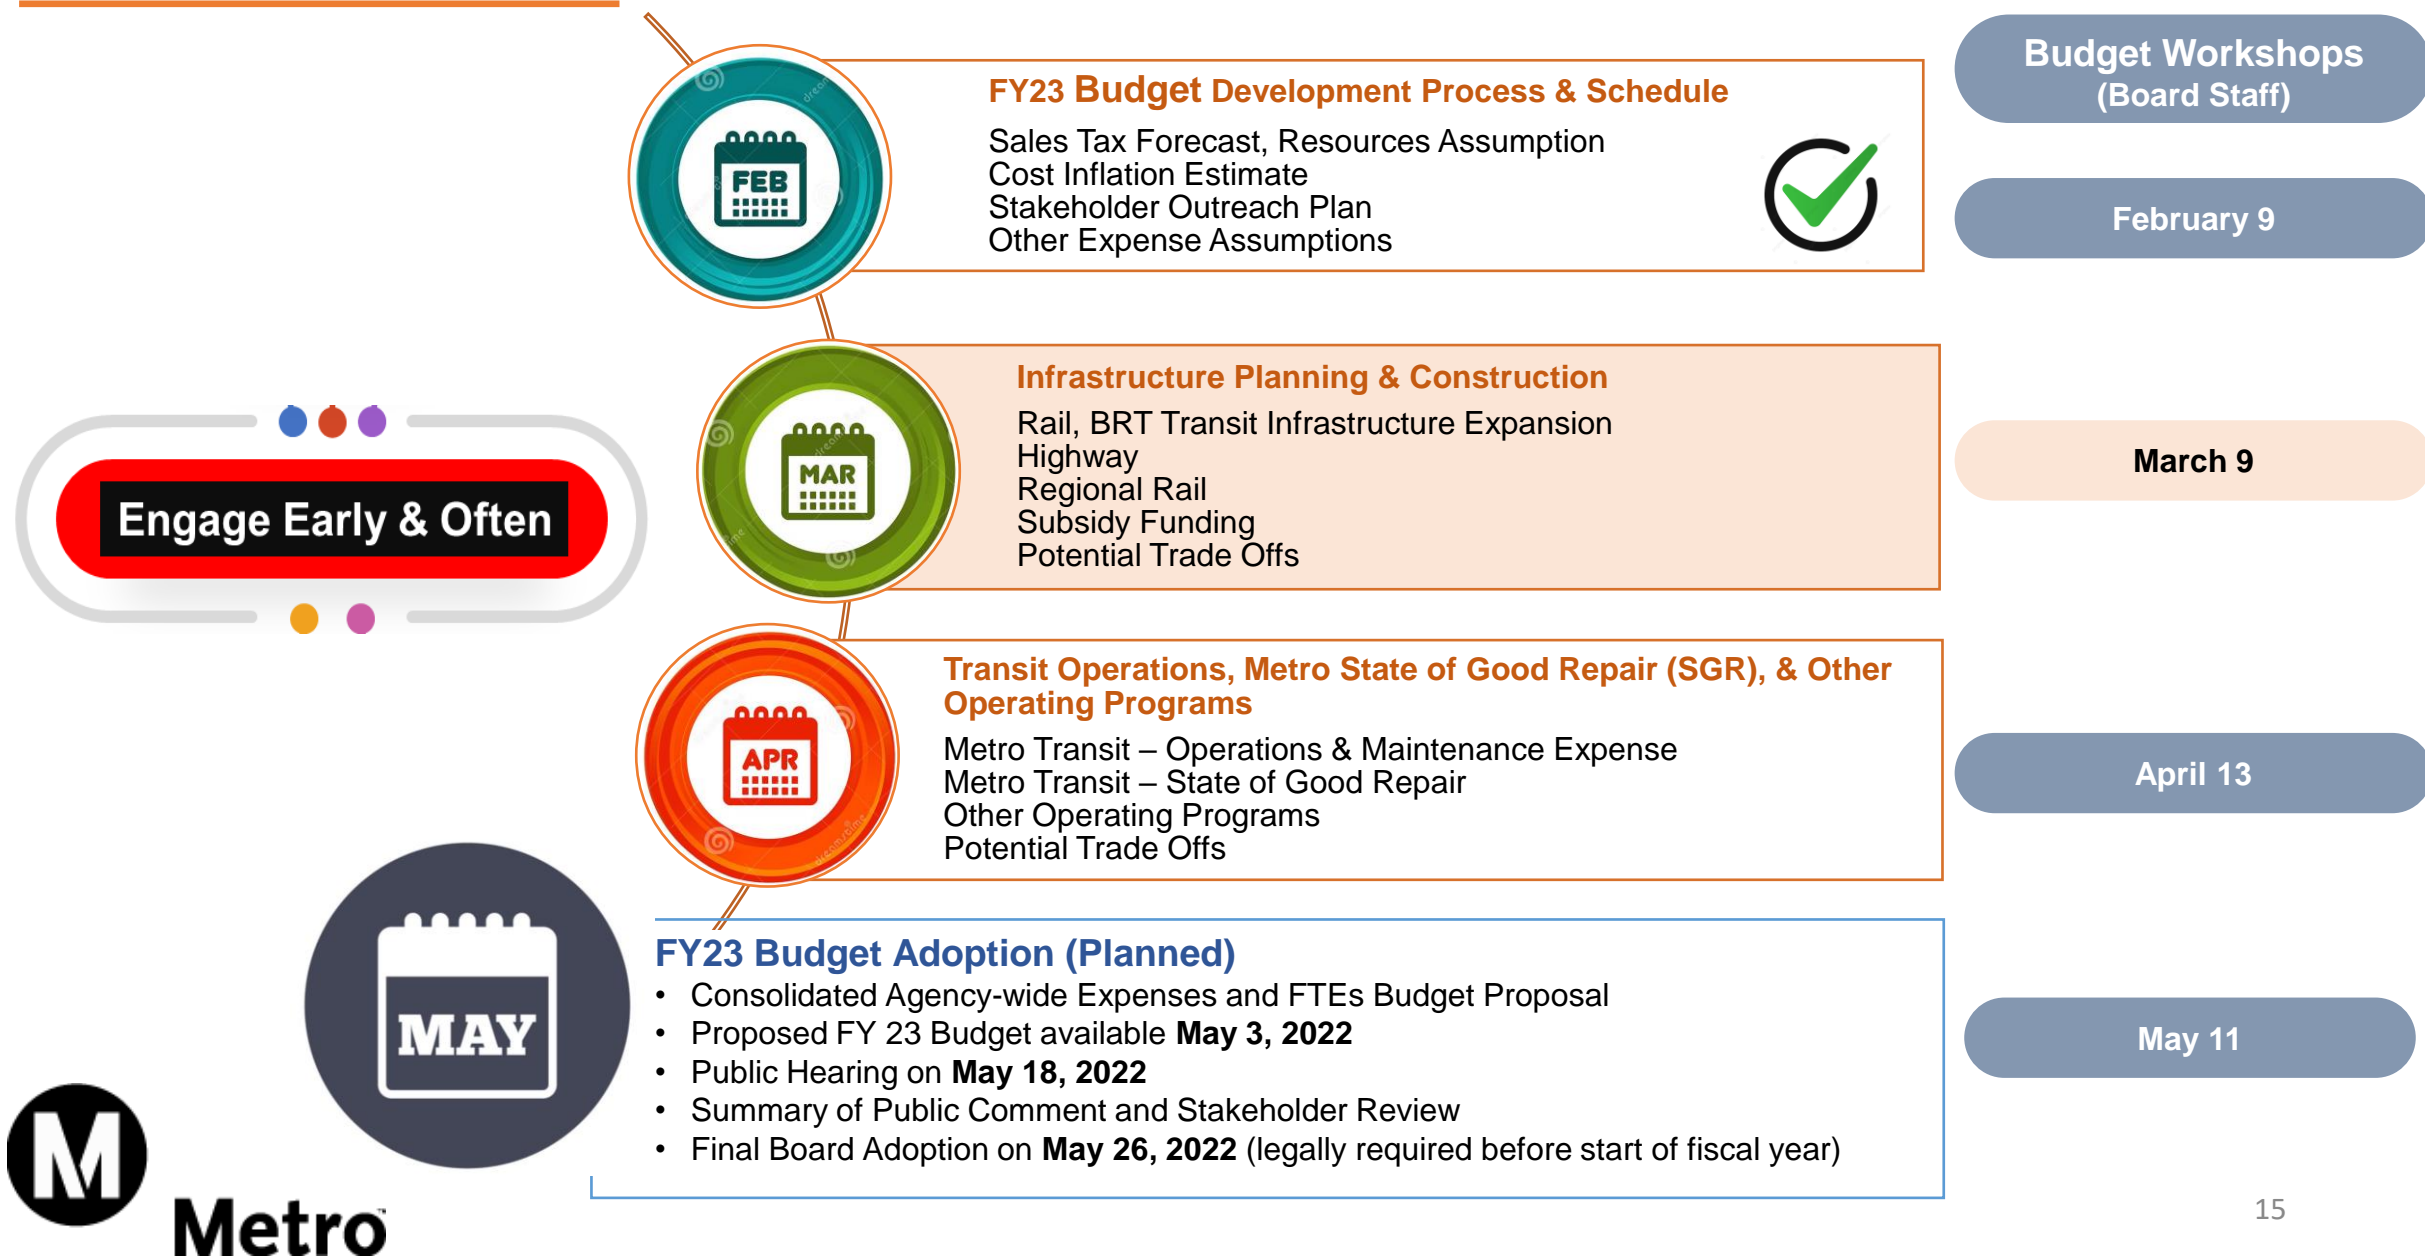 Budget Workshops
(Board Staff)
FEB
FY23 Budget Development Process & Schedule
Sales Tax Forecast, Resources Assumption
Cost Inflation Estimate
Stakeholder Outreach Plan
Other Expense Assumptions
February 9
Engage Early & Often
MAR
Infrastructure Planning & Construction
Rail, BRT Transit Infrastructure Expansion
Highway
Regional Rail
Subsidy Funding
Potential Trade Offs
March 9
APR
Transit Operations, Metro State of Good Repair (SGR), & Other
Operating Programs
Metro Transit – Operations & Maintenance Expense
Metro Transit – State of Good Repair
Other Operating Programs
Potential Trade Offs
April 13
MAY
FY23 Budget Adoption (Planned)
• Consolidated Agency-wide Expenses and FTEs Budget Proposal
• Proposed FY 23 Budget available May 3, 2022
• Public Hearing on May 18, 2022
• Summary of Public Comment and Stakeholder Review
• Final Board Adoption on May 26, 2022 (legally required before start of fiscal year)
May 11
M
Metro
15